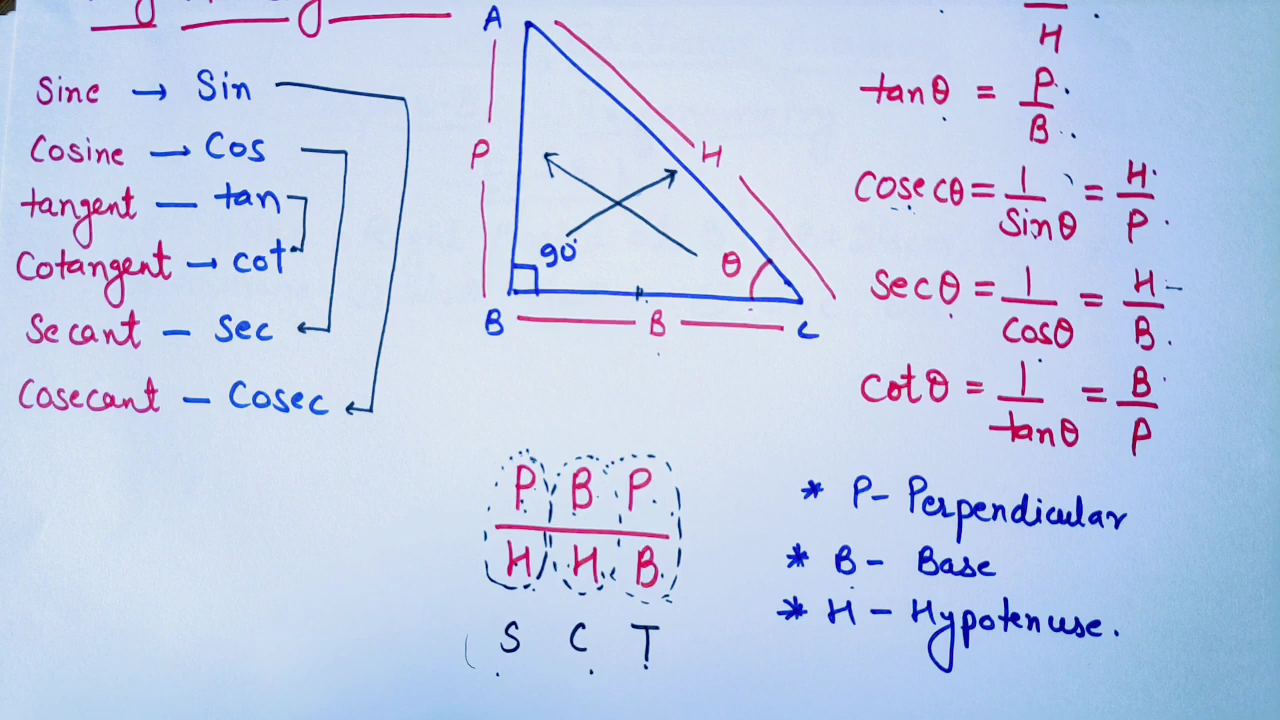 Sine → Sin
Cosine → Cos
tangent — tan
Cotangent → cot
Secant — Sec
Cosecant — Cosec
A
P
H
90°
θ
B
B
C
H
tanθ = P/B
Cosecθ = 1/Sinθ = H/P
Secθ = 1/Cosθ = H/B
Cotθ = 1/tanθ = B/P
P B P
H H B
S C T
* P- Perpendicular
* B- Base
* H- Hypotenuse.